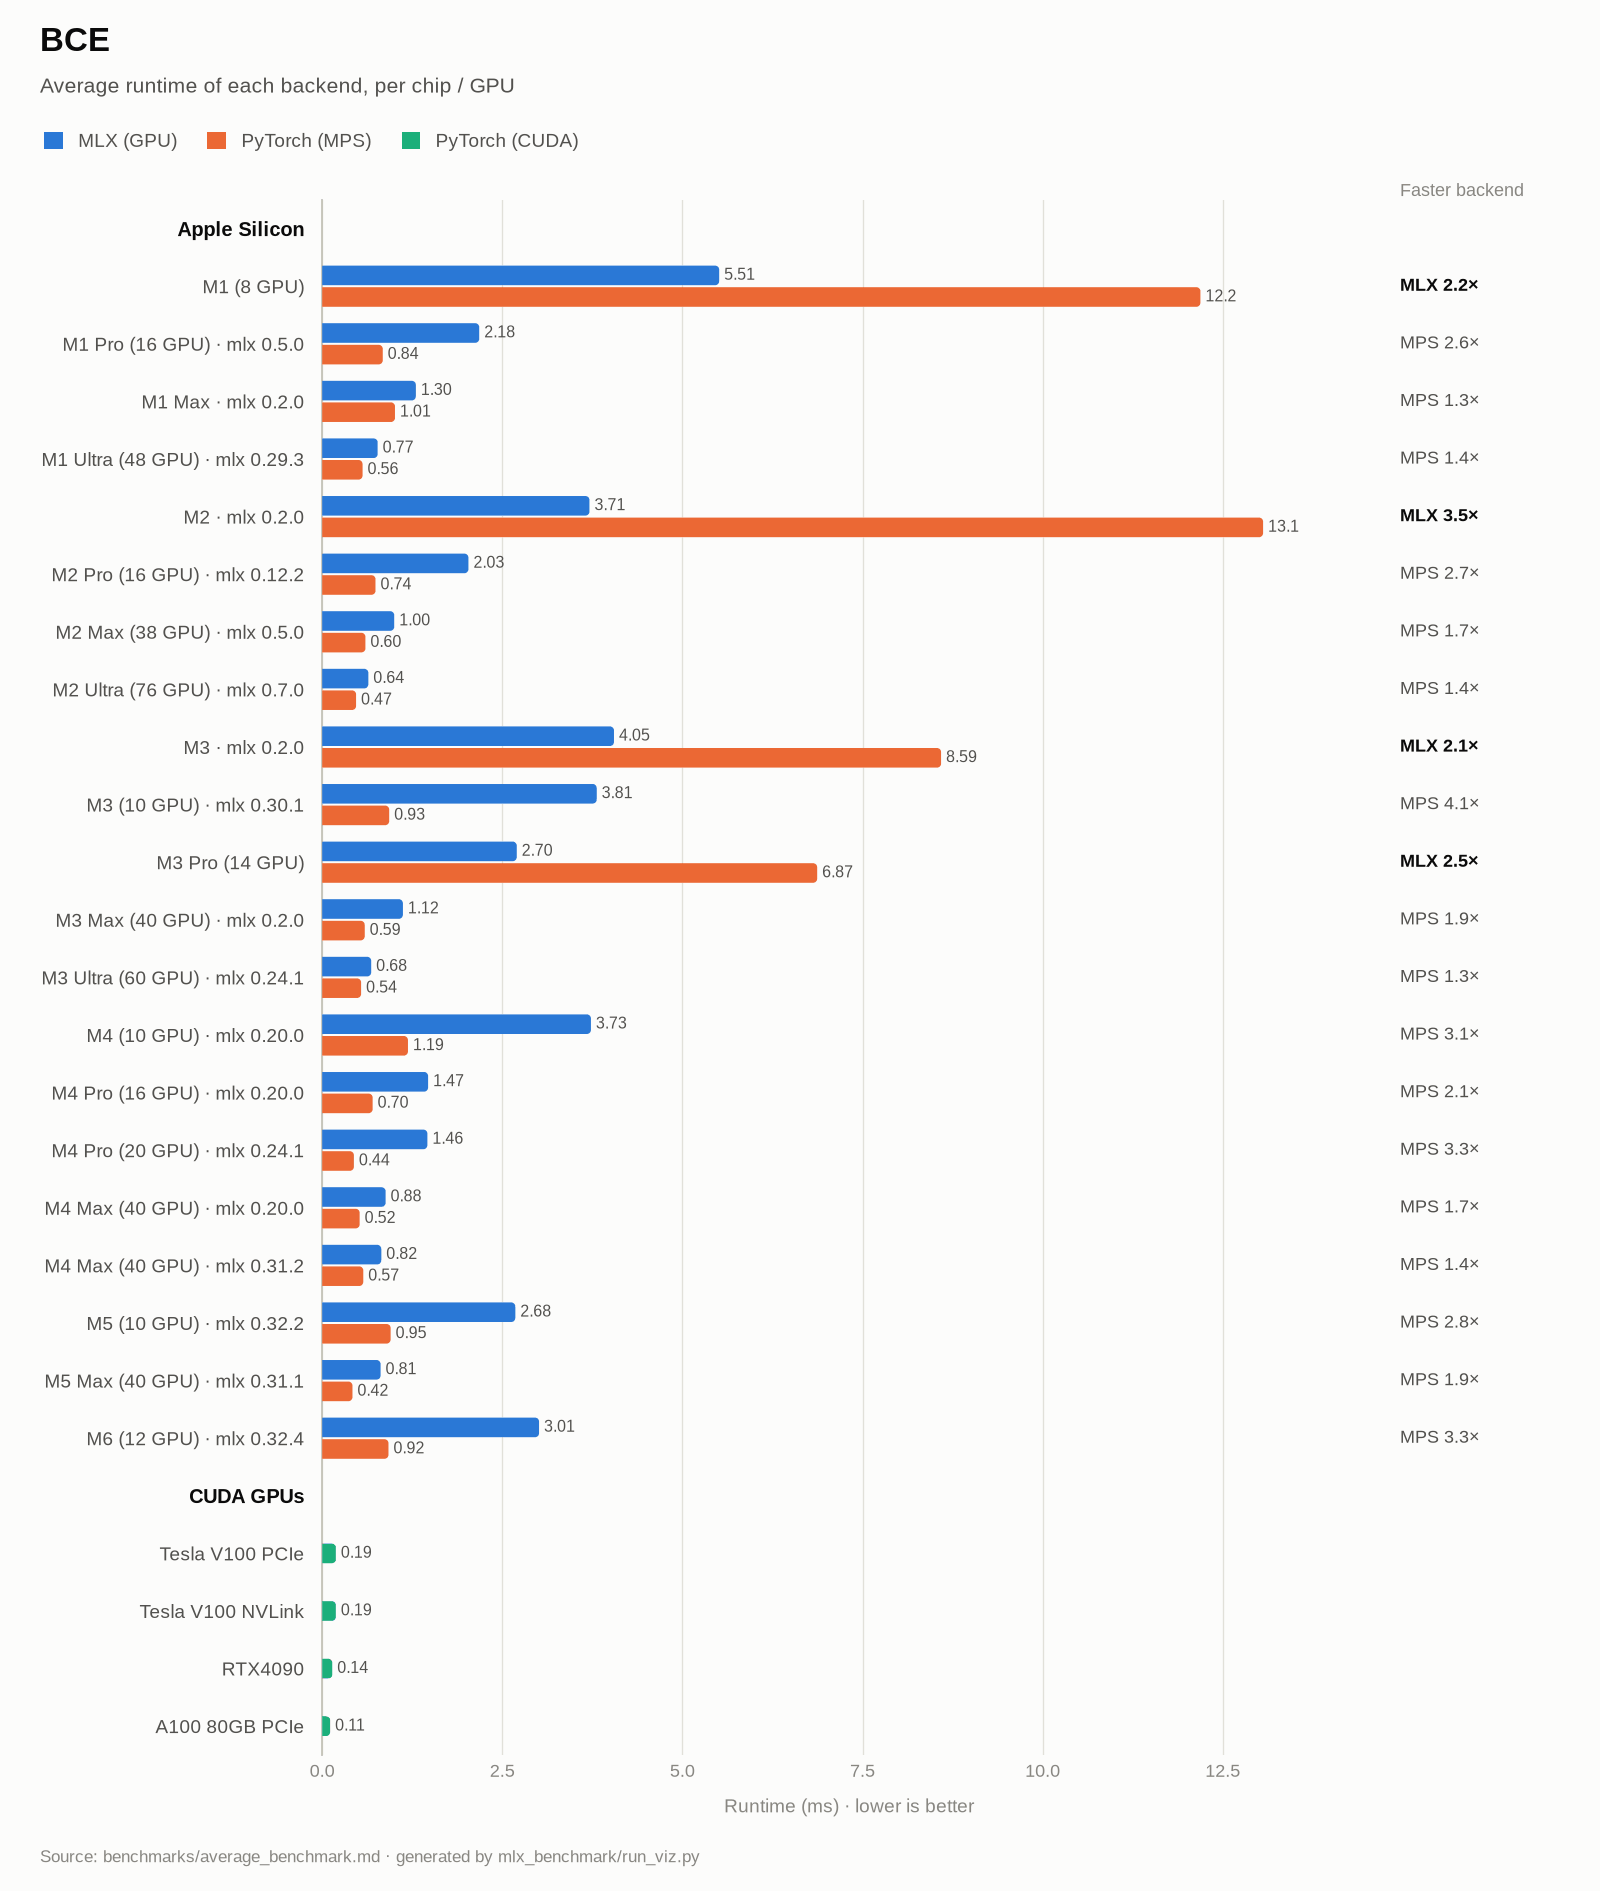 BCE
Average runtime of each backend, per chip / GPU
MLX (GPU) PyTorch (MPS) PyTorch (CUDA)
Faster backend
Apple Silicon
M1 (8 GPU) 5.51 12.2 MLX 2.2×
M1 Pro (16 GPU) · mlx 0.5.0 2.18 0.84 MPS 2.6×
M1 Max · mlx 0.2.0 1.30 1.01 MPS 1.3×
M1 Ultra (48 GPU) · mlx 0.29.3 0.77 0.56 MPS 1.4×
M2 · mlx 0.2.0 3.71 13.1 MLX 3.5×
M2 Pro (16 GPU) · mlx 0.12.2 2.03 0.74 MPS 2.7×
M2 Max (38 GPU) · mlx 0.5.0 1.00 0.60 MPS 1.7×
M2 Ultra (76 GPU) · mlx 0.7.0 0.64 0.47 MPS 1.4×
M3 · mlx 0.2.0 4.05 8.59 MLX 2.1×
M3 (10 GPU) · mlx 0.30.1 3.81 0.93 MPS 4.1×
M3 Pro (14 GPU) 2.70 6.87 MLX 2.5×
M3 Max (40 GPU) · mlx 0.2.0 1.12 0.59 MPS 1.9×
M3 Ultra (60 GPU) · mlx 0.24.1 0.68 0.54 MPS 1.3×
M4 (10 GPU) · mlx 0.20.0 3.73 1.19 MPS 3.1×
M4 Pro (16 GPU) · mlx 0.20.0 1.47 0.70 MPS 2.1×
M4 Pro (20 GPU) · mlx 0.24.1 1.46 0.44 MPS 3.3×
M4 Max (40 GPU) · mlx 0.20.0 0.88 0.52 MPS 1.7×
M4 Max (40 GPU) · mlx 0.31.2 0.82 0.57 MPS 1.4×
M5 (10 GPU) · mlx 0.32.2 2.68 0.95 MPS 2.8×
M5 Max (40 GPU) · mlx 0.31.1 0.81 0.42 MPS 1.9×
M6 (12 GPU) · mlx 0.32.4 3.01 0.92 MPS 3.3×
CUDA GPUs
Tesla V100 PCIe 0.19
Tesla V100 NVLink 0.19
RTX4090 0.14
A100 80GB PCIe 0.11
0.0 2.5 5.0 7.5 10.0 12.5
Runtime (ms) · lower is better
Source: benchmarks/average_benchmark.md · generated by mlx_benchmark/run_viz.py